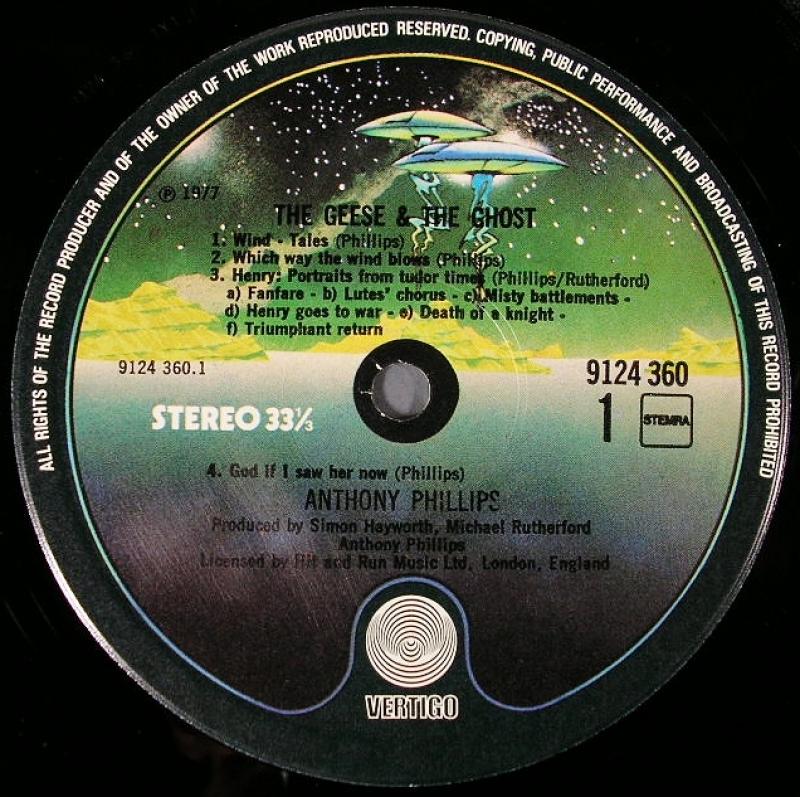 ALL RIGHTS OF THE RECORD PRODUCER AND OF THE OWNER OF THE WORK REPRODUCED RESERVED. COPYING, PUBLIC PERFORMANCE AND BROADCASTING OF THIS RECORD PROHIBITED
℗ 1977
THE GEESE & THE GHOST
1. Wind - Tales (Phillips)
2. Which way the wind blows (Phillips)
3. Henry: Portraits from tudor times (Phillips/Rutherford)
a) Fanfare - b) Lutes' chorus - c) Misty battlements -
d) Henry goes to war - e) Death of a knight -
f) Triumphant return
9124 360.1
9124 360
STEREO 33⅓
1
STEMRA
4. God if I saw her now (Phillips)
ANTHONY PHILLIPS
Produced by Simon Hayworth, Michael Rutherford
Anthony Phillips
Licensed by Hit and Run Music Ltd, London, England
VERTIGO